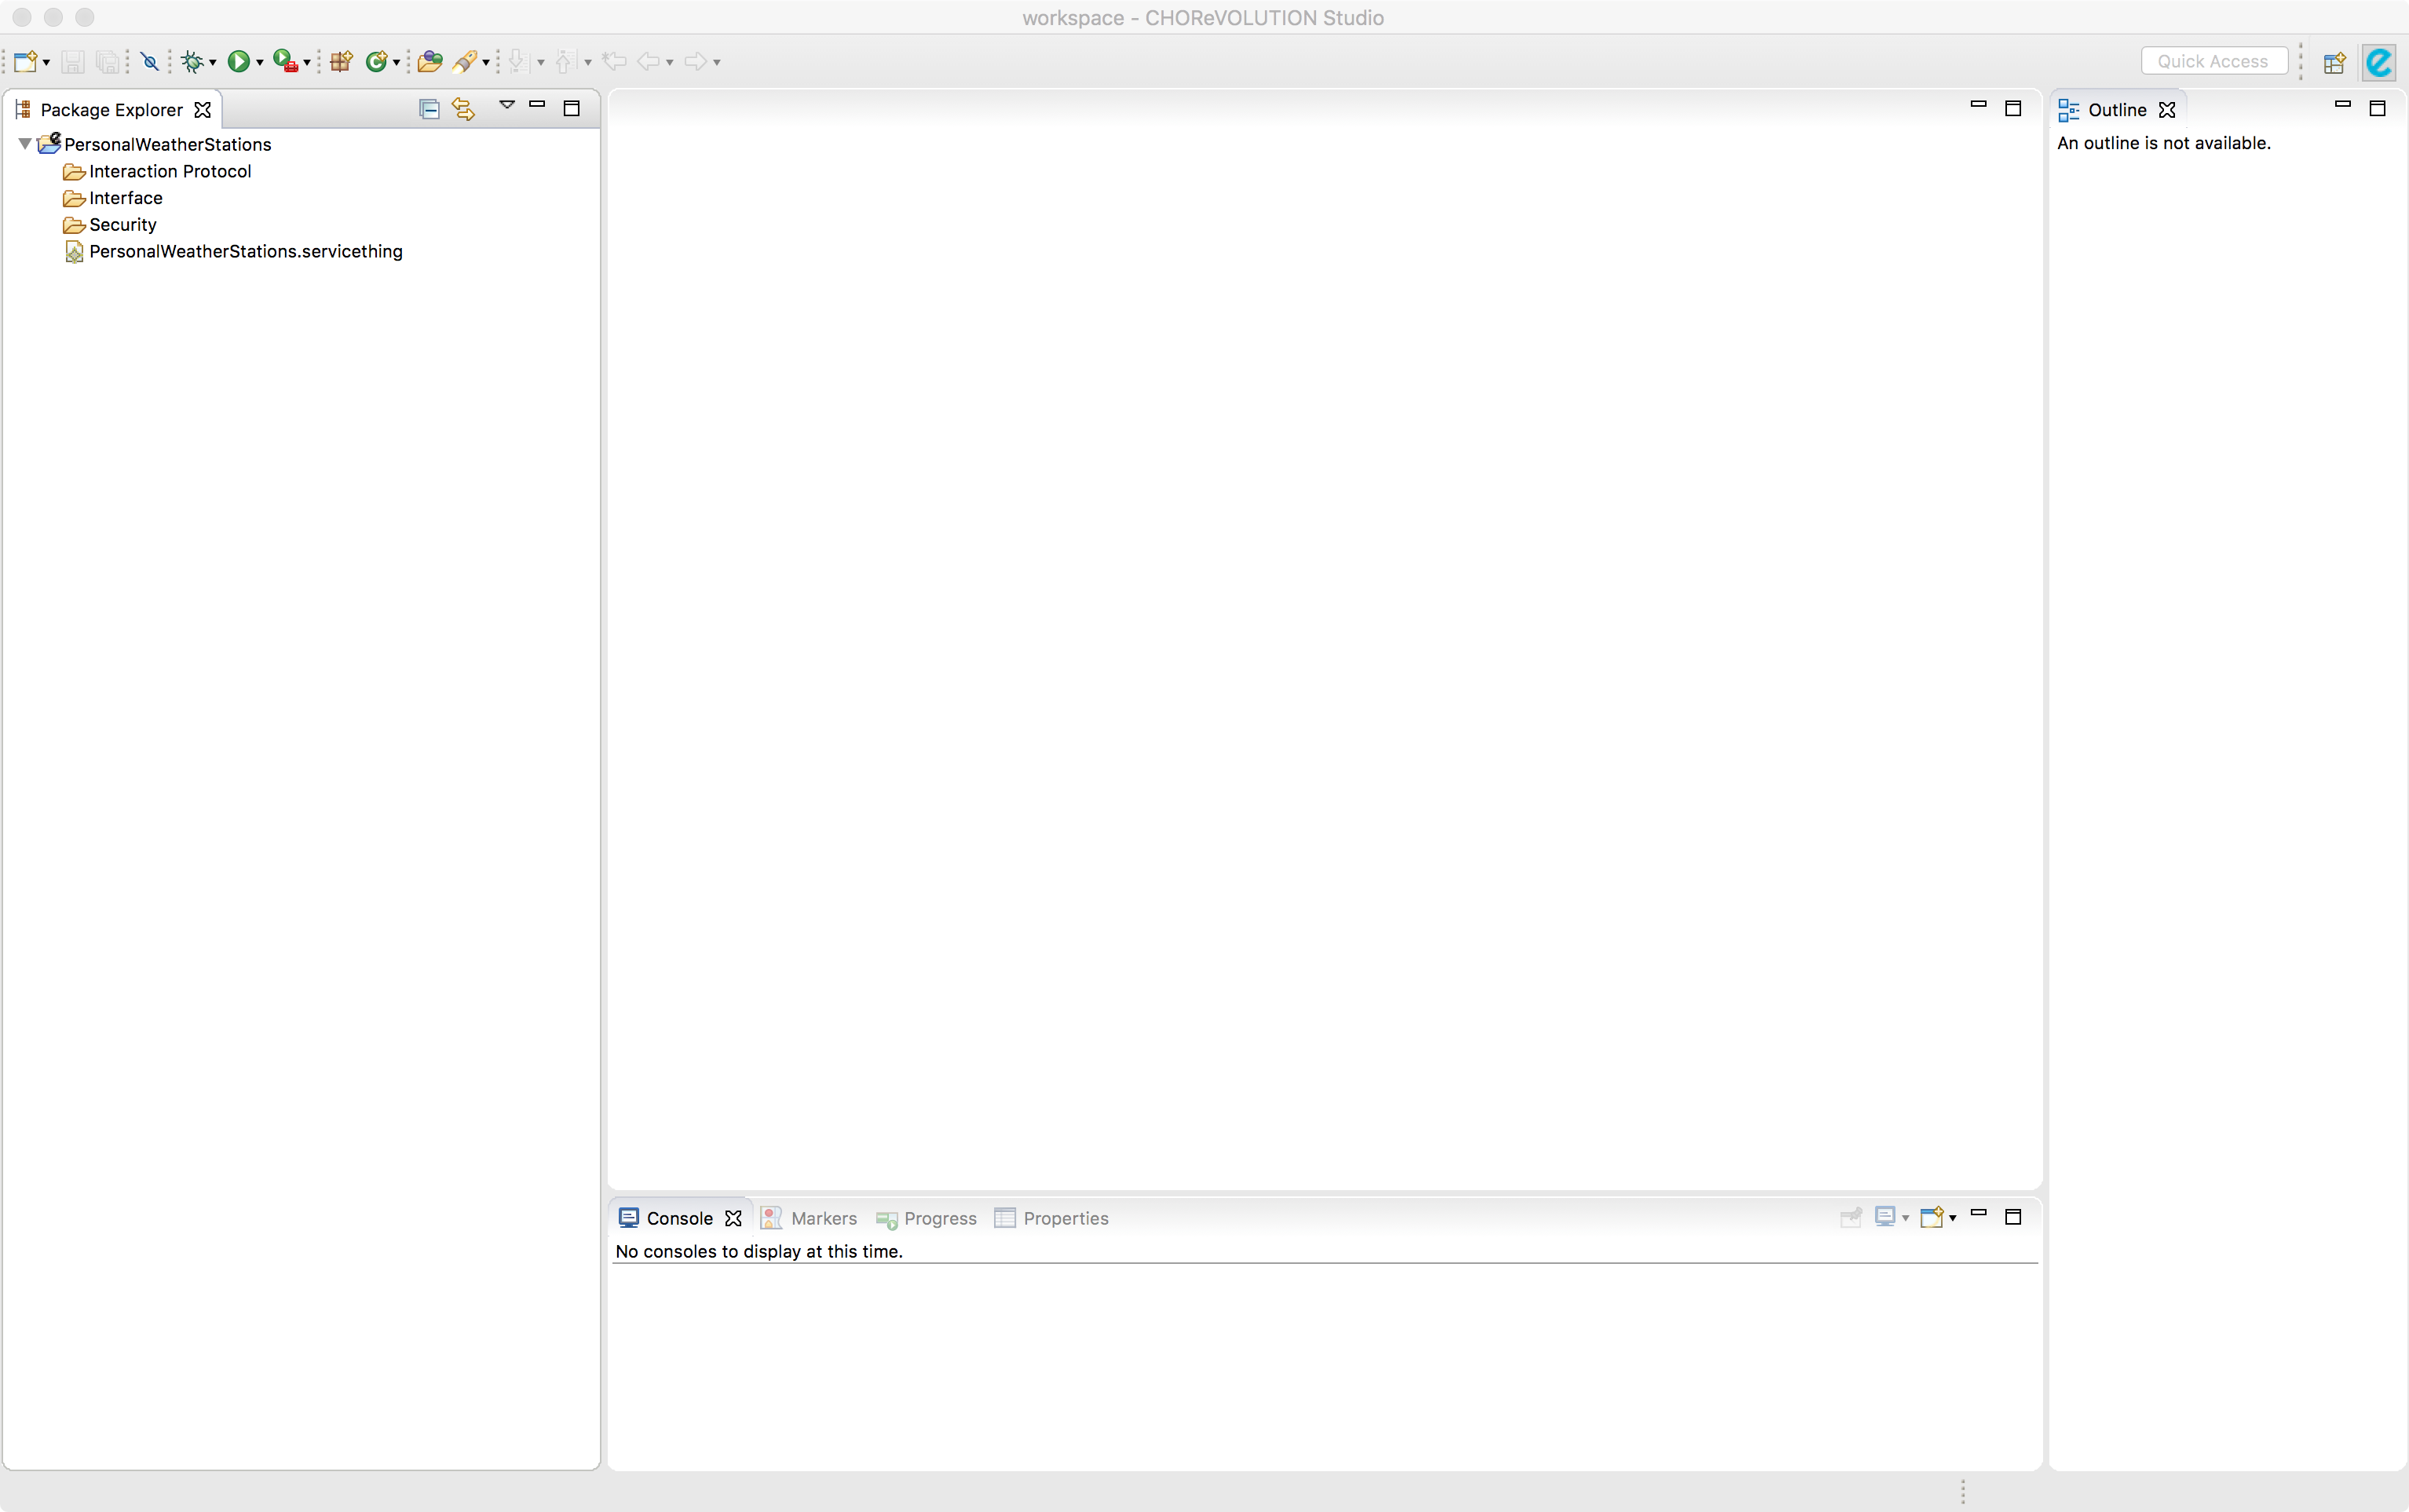 workspace - CHOReVOLUTION Studio
Quick Access
Package Explorer
PersonalWeatherStations
Interaction Protocol
Interface
Security
PersonalWeatherStations.servicething
Outline
An outline is not available.
Console Markers Progress Properties
No consoles to display at this time.